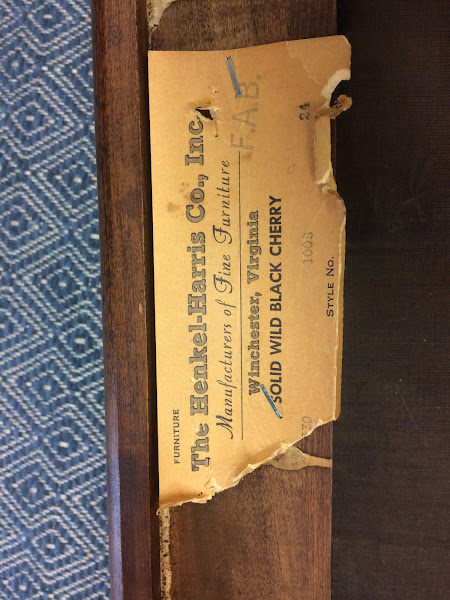 FURNITURE
The Henkel-Harris Co., Inc.
Manufacturers of Fine Furniture
F.A.B.
Winchester, Virginia
SOLID WILD BLACK CHERRY
100S
24
STYLE No.